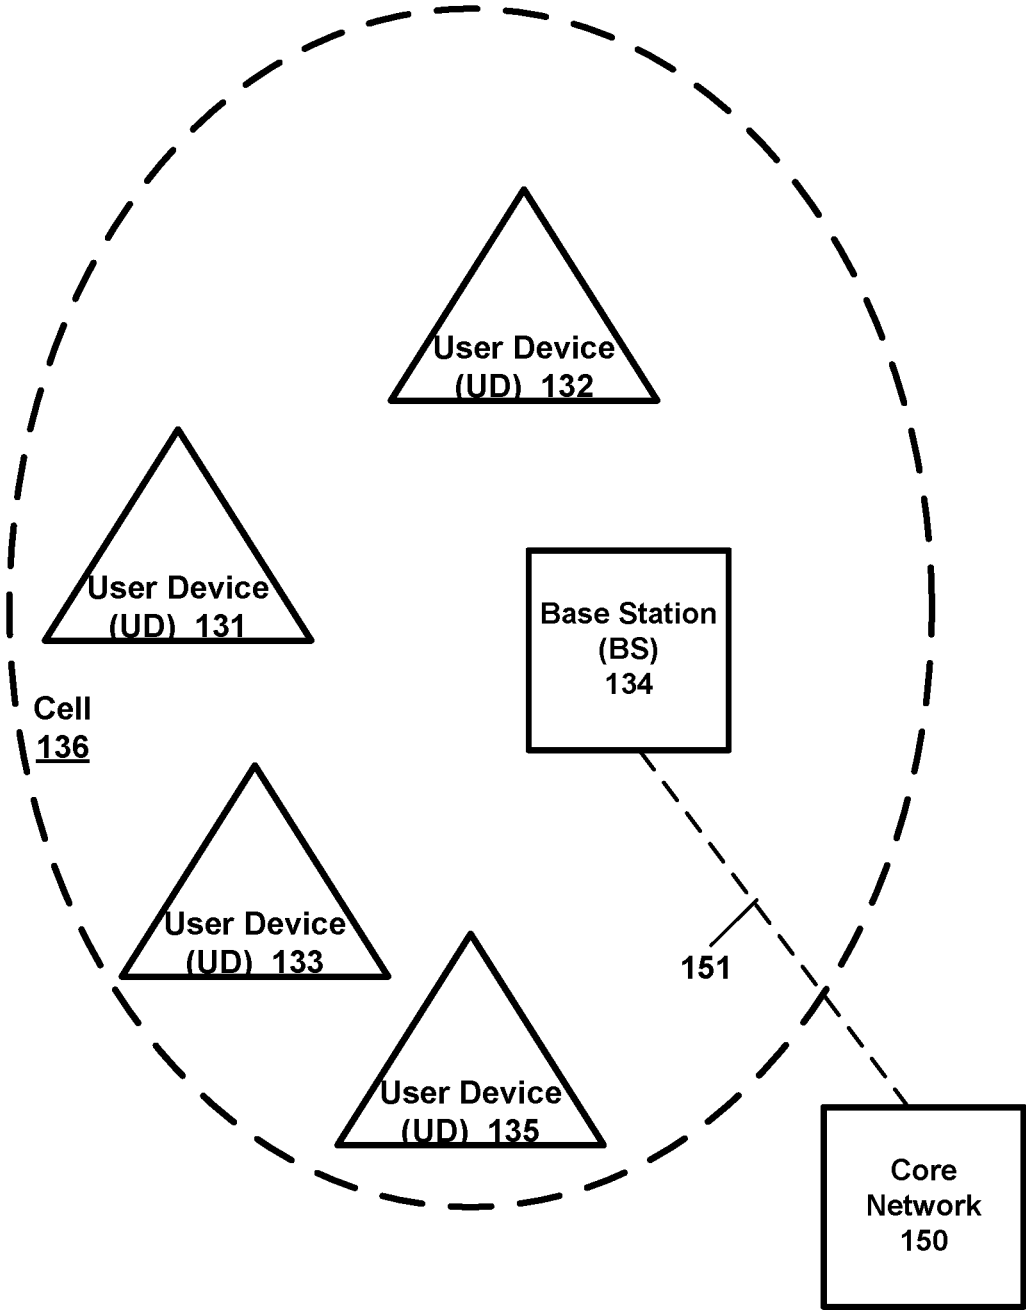 User Device
(UD) 132
User Device
(UD) 131
Base Station
(BS)
134
Cell
136
User Device
(UD) 133
151
User Device
(UD) 135
Core
Network
150